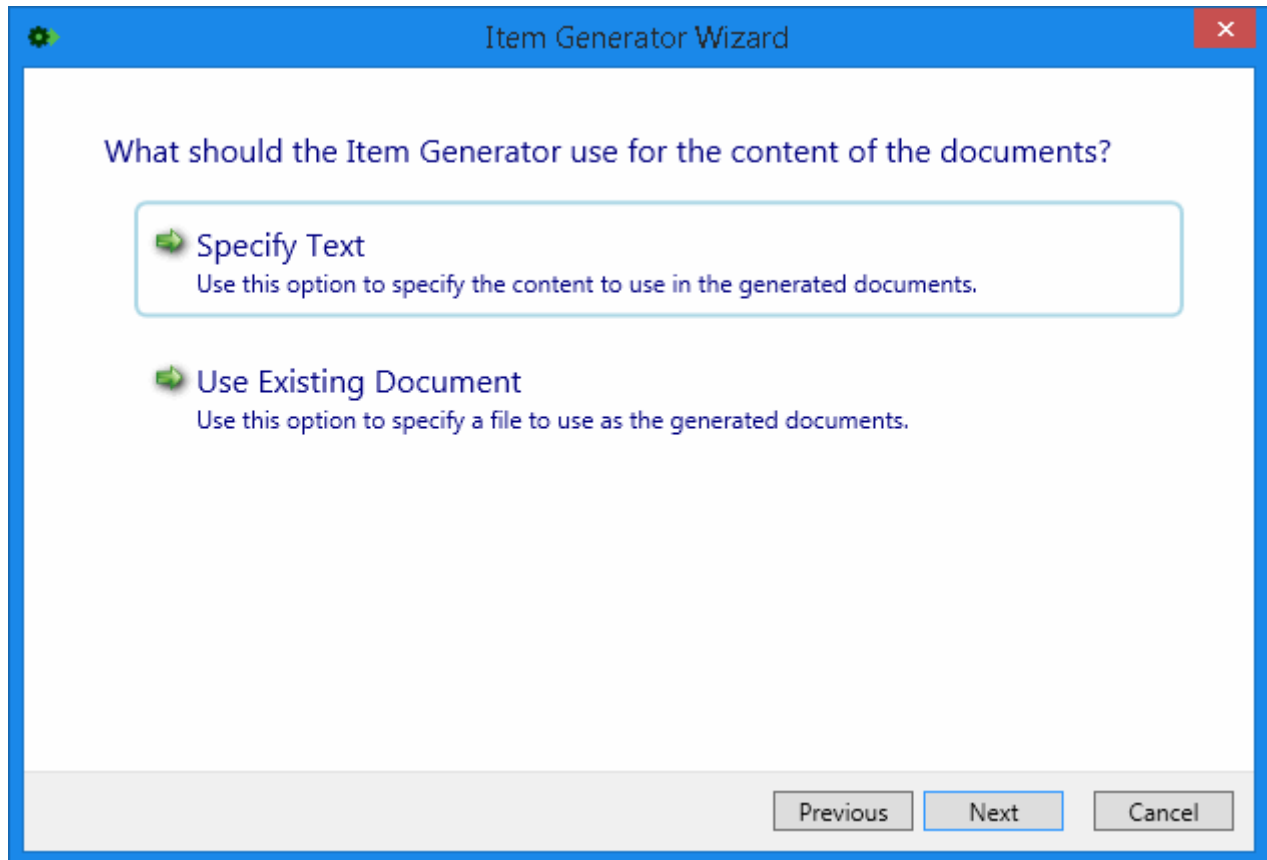 Item Generator Wizard
What should the Item Generator use for the content of the documents?
Specify Text
Use this option to specify the content to use in the generated documents.
Use Existing Document
Use this option to specify a file to use as the generated documents.
Previous Next Cancel